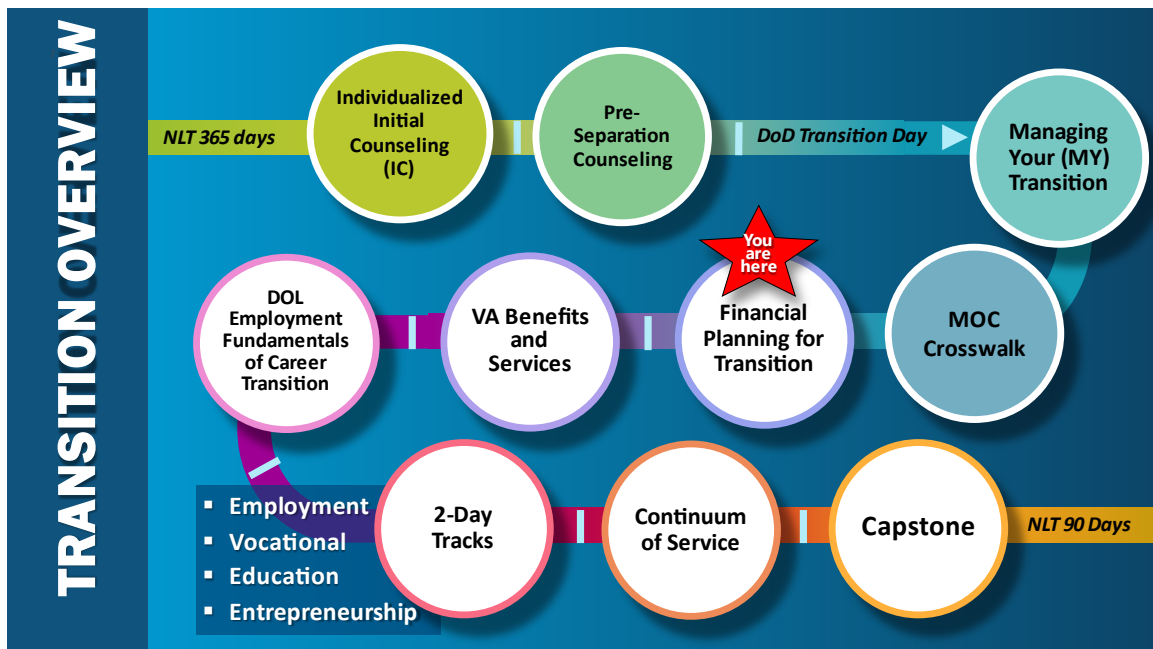 TRANSITION OVERVIEW
NLT 365 days
Individualized
Initial
Counseling
(IC)
Pre-
Separation
Counseling
DoD Transition Day
Managing
Your (MY)
Transition
DOL
Employment
Fundamentals
of Career
Transition
VA Benefits
and
Services
You
are
here
Financial
Planning for
Transition
MOC
Crosswalk
▪ Employment
▪ Vocational
▪ Education
▪ Entrepreneurship
2-Day
Tracks
Continuum
of Service
Capstone
NLT 90 Days